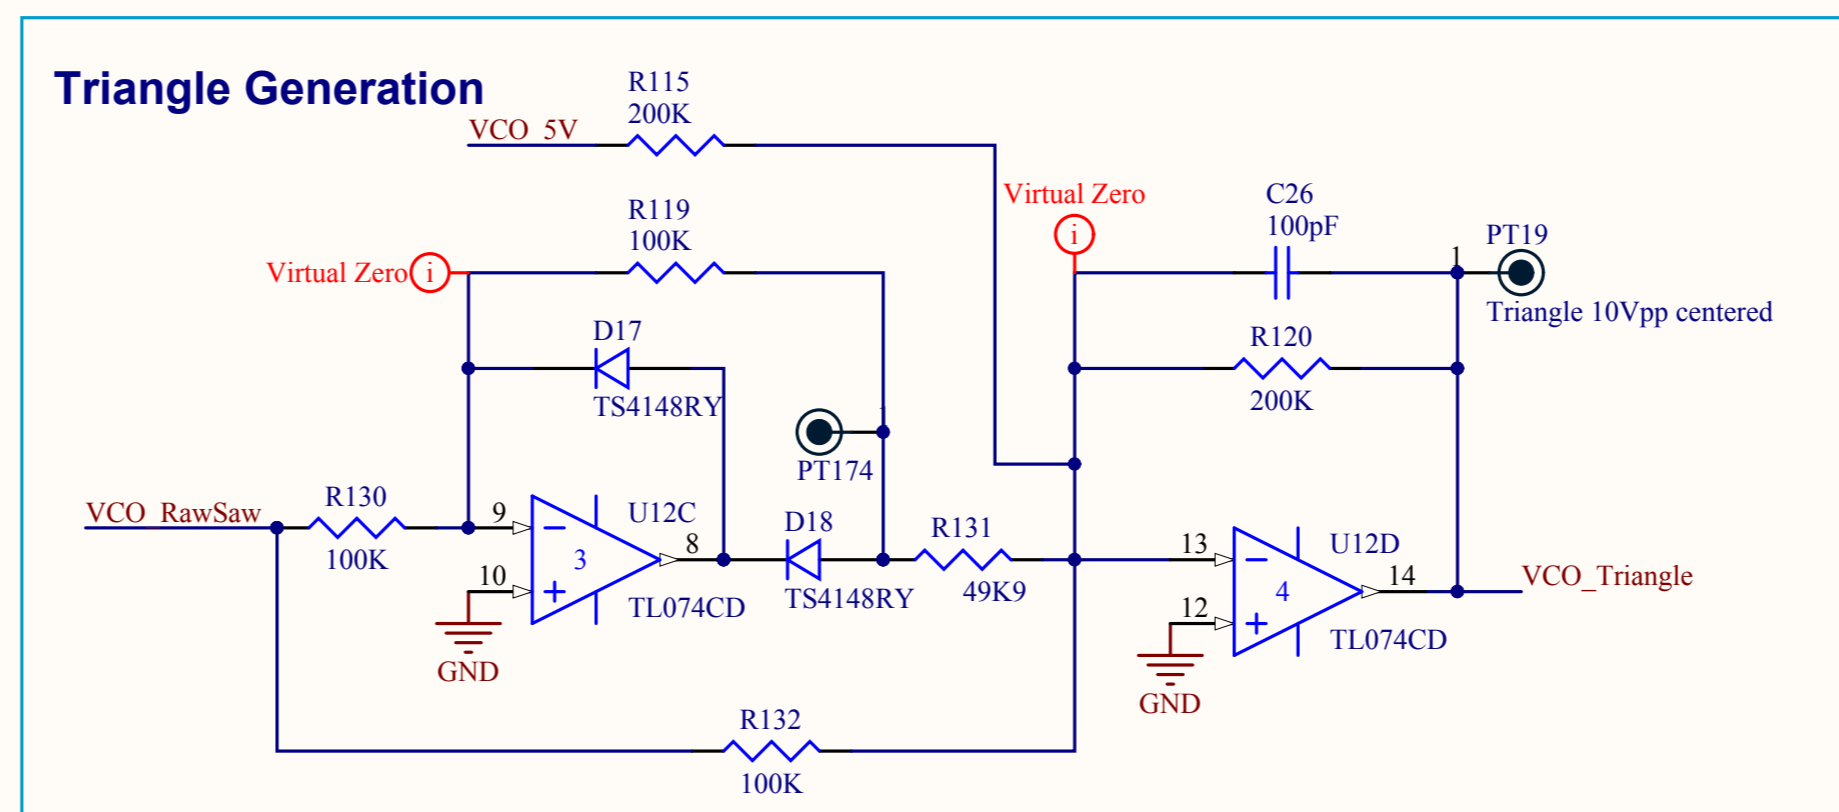 Triangle Generation
R115
200K
VCO_5V
R119
100K
Virtual Zero
i
Virtual Zero
i
C26
100pF
1
PT19
Triangle 10Vpp centered
D17
TS4148RY
R120
200K
1
PT174
VCO_RawSaw
R130
100K
9
10
3
U12C
8
TL074CD
GND
D18
TS4148RY
R131
49K9
13
12
4
U12D
14
TL074CD
GND
VCO_Triangle
R132
100K